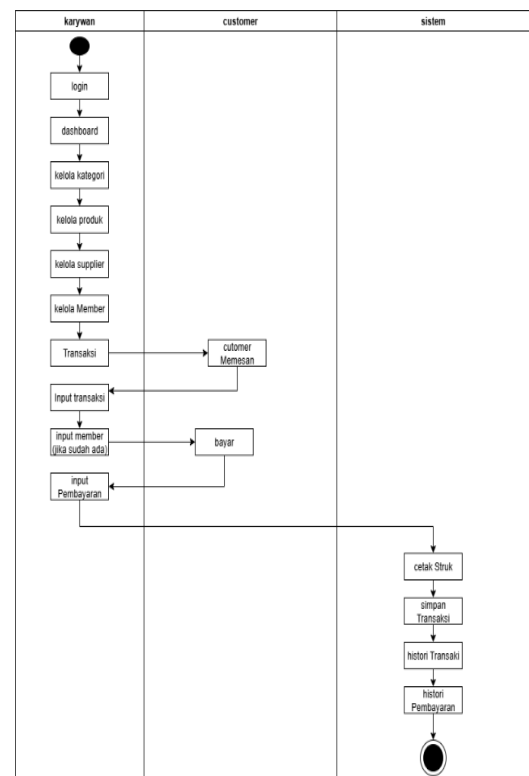 karywan
customer
sistem
login
dashboard
kelola kategori
kelola produk
kelola supplier
kelola Member
Transaksi
cutomer
Memesan
Input transaksi
input member
(jika sudah ada)
bayar
input
Pembayaran
cetak Struk
simpan
Transaksi
histori Transaki
histori
Pembayaran